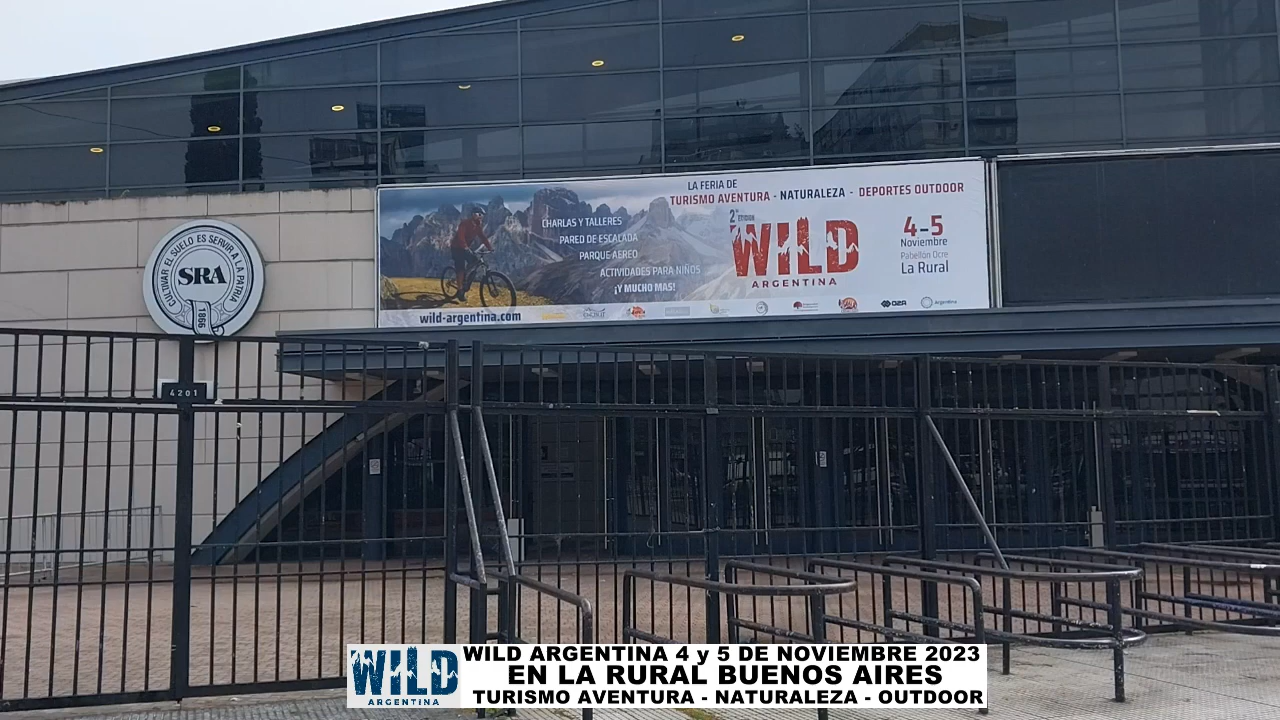 LA FERIA DE
TURISMO AVENTURA - NATURALEZA - DEPORTES OUTDOOR
CHARLAS Y TALLERES
PARED DE ESCALADA
PARQUE AEREO
ACTIVIDADES PARA NIÑOS
¡Y MUCHO MAS!
2°
WILD
ARGENTINA
4-5
Noviembre
Pabellón Ocre
La Rural
wild-argentina.com
Argentina
CULTIVAR EL SUELO ES SERVIR A LA PATRIA
SRA
1866
4201
WILD
ARGENTINA
WILD ARGENTINA 4 y 5 DE NOVIEMBRE 2023
EN LA RURAL BUENOS AIRES
TURISMO AVENTURA - NATURALEZA - OUTDOOR